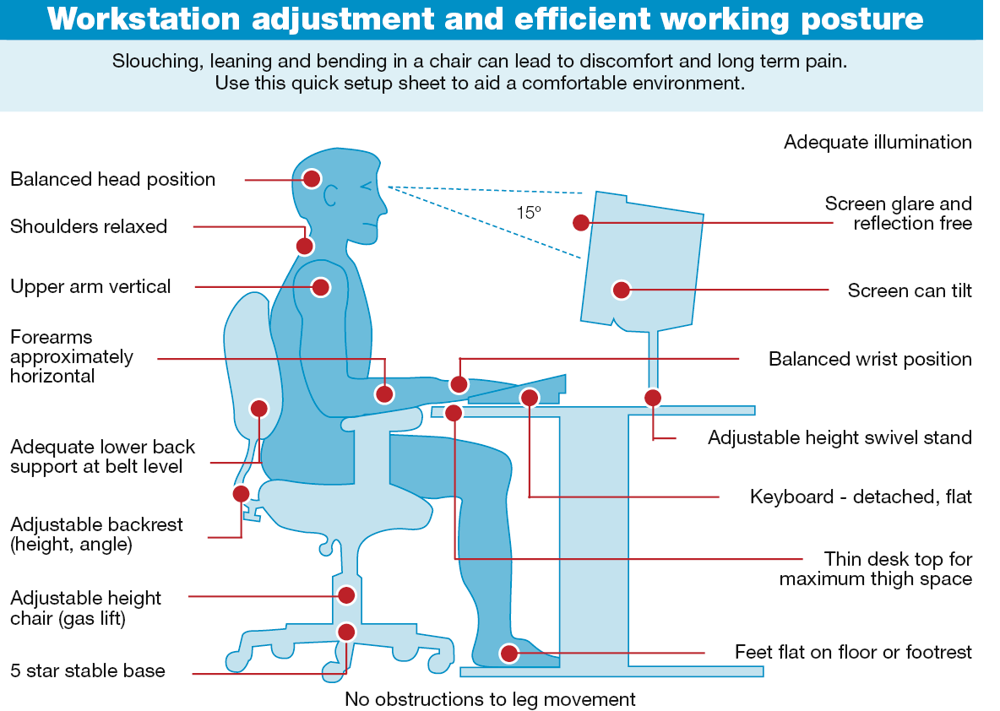 Workstation adjustment and efficient working posture
Slouching, leaning and bending in a chair can lead to discomfort and long term pain.
Use this quick setup sheet to aid a comfortable environment.
Balanced head position
Shoulders relaxed
Upper arm vertical
Forearms
approximately
horizontal
Adequate lower back
support at belt level
Adjustable backrest
(height, angle)
Adjustable height
chair (gas lift)
5 star stable base
15º
Adequate illumination
Screen glare and
reflection free
Screen can tilt
Balanced wrist position
Adjustable height swivel stand
Keyboard - detached, flat
Thin desk top for
maximum thigh space
Feet flat on floor or footrest
No obstructions to leg movement